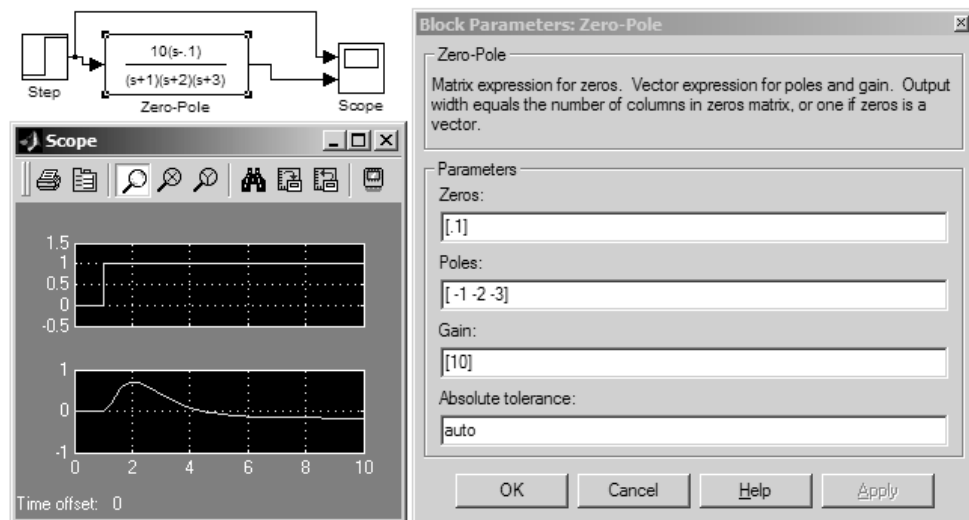 10(s-.1)
(s+1)(s+2)(s+3)
Step
Zero-Pole
Scope
Scope
1.5
1
0.5
0
-0.5
1
0
-1
0 2 4 6 8 10
Time offset: 0
Block Parameters: Zero-Pole
Zero-Pole
Matrix expression for zeros. Vector expression for poles and gain. Output
width equals the number of columns in zeros matrix, or one if zeros is a
vector.
Parameters
Zeros:
[.1]
Poles:
[ -1 -2 -3]
Gain:
[10]
Absolute tolerance:
auto
OK Cancel Help Apply